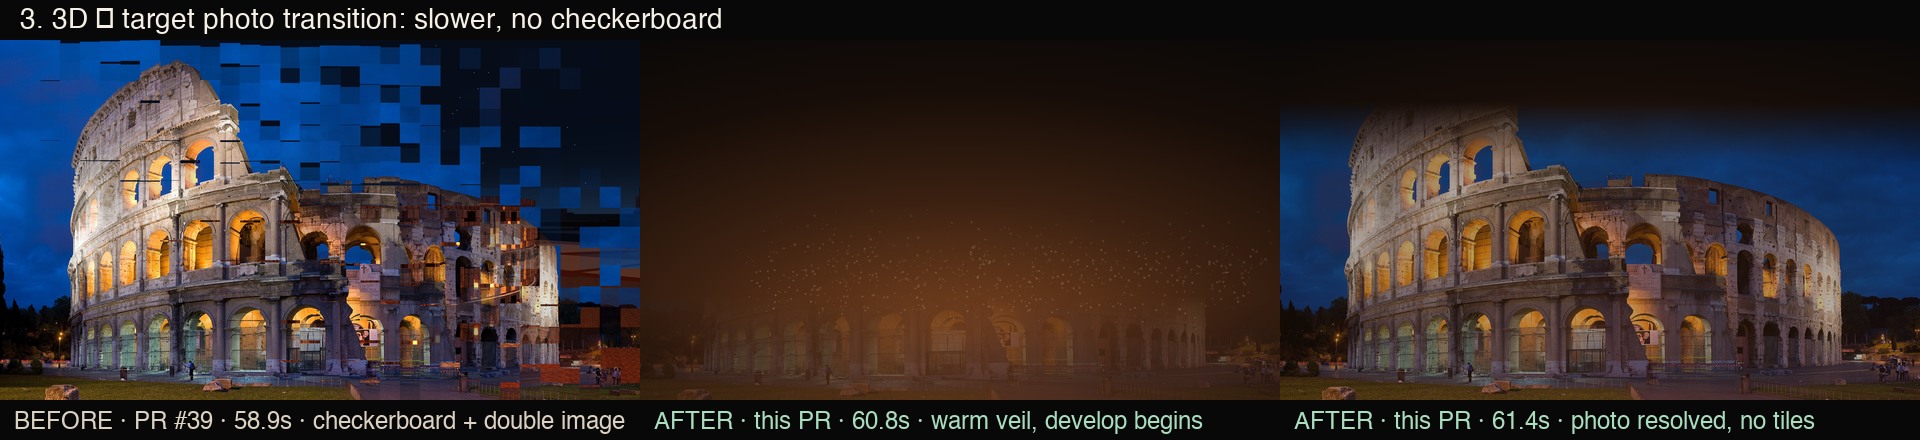 3. 3D □ target photo transition: slower, no checkerboard
BEFORE · PR #39 · 58.9s · checkerboard + double image
AFTER · this PR · 60.8s · warm veil, develop begins
AFTER · this PR · 61.4s · photo resolved, no tiles